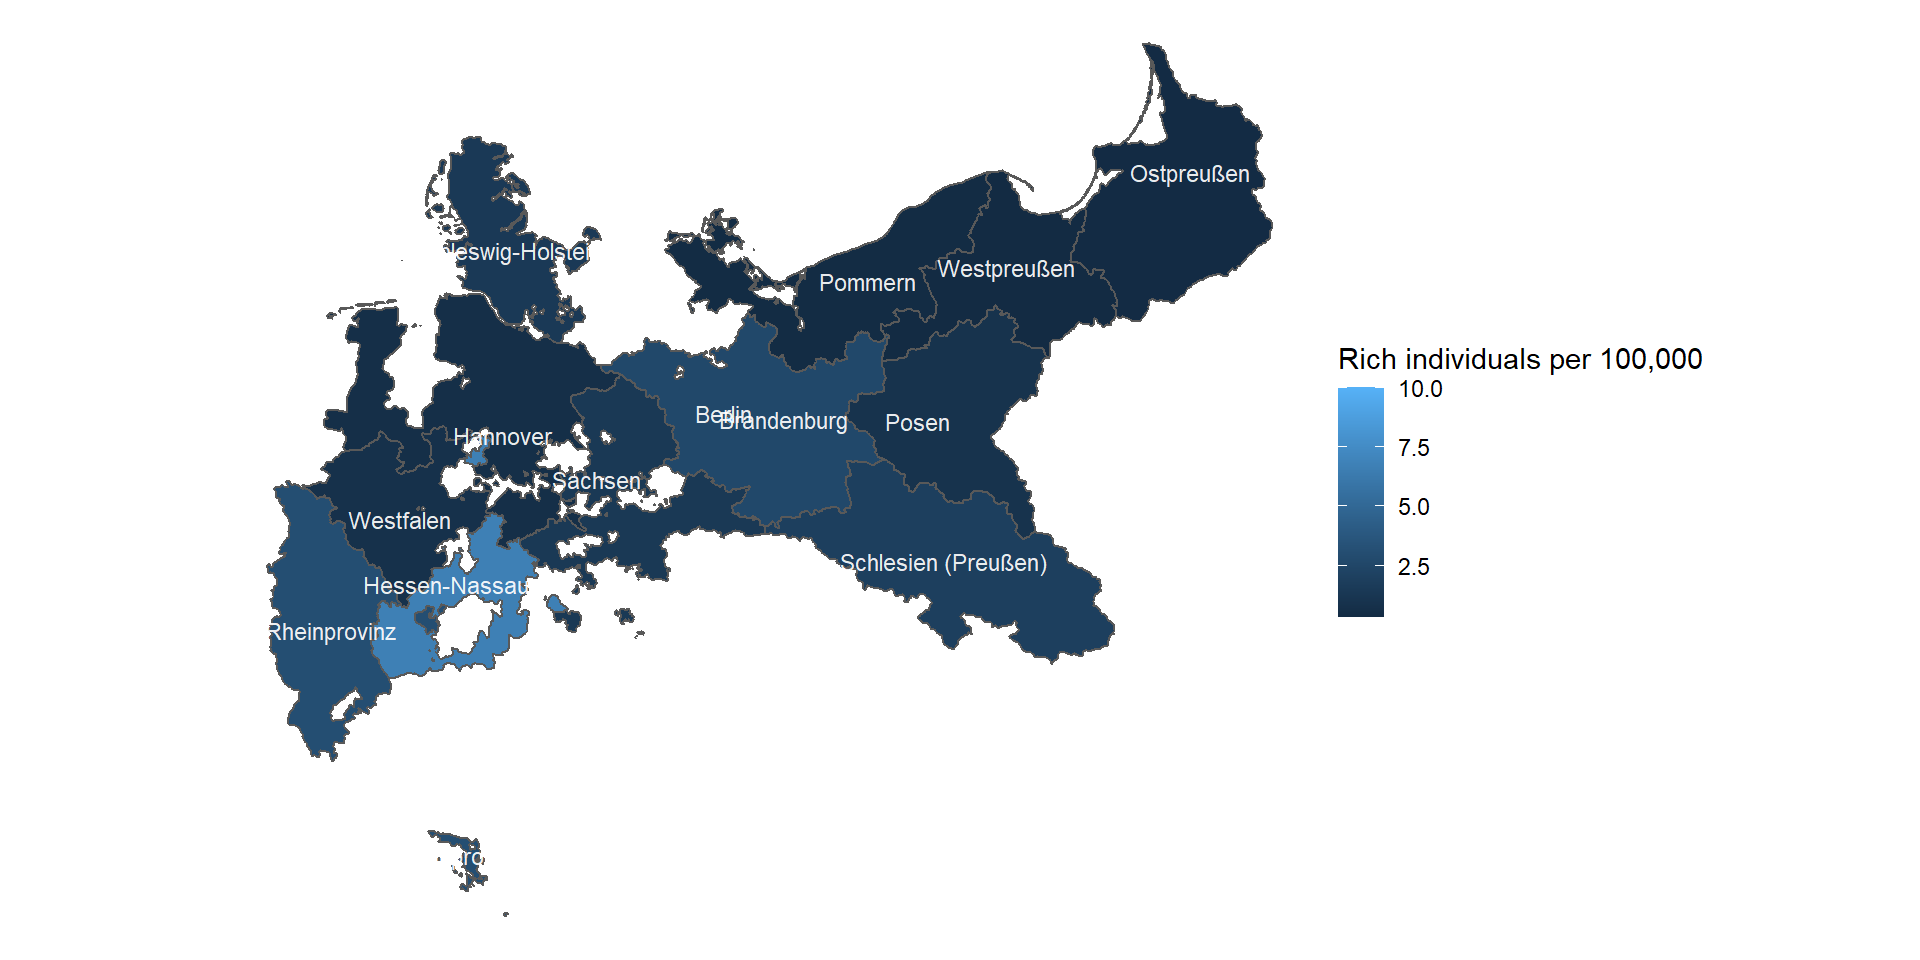 Ostpreußen
leswig-Holstei
Westpreußen
Pommern
Rich individuals per 100,000
10.0
7.5
5.0
2.5
Berlin
Brandenburg
Posen
Hannover
Sachsen
Westfalen
Schlesien (Preußen)
Hessen-Nassau
Rheinprovinz